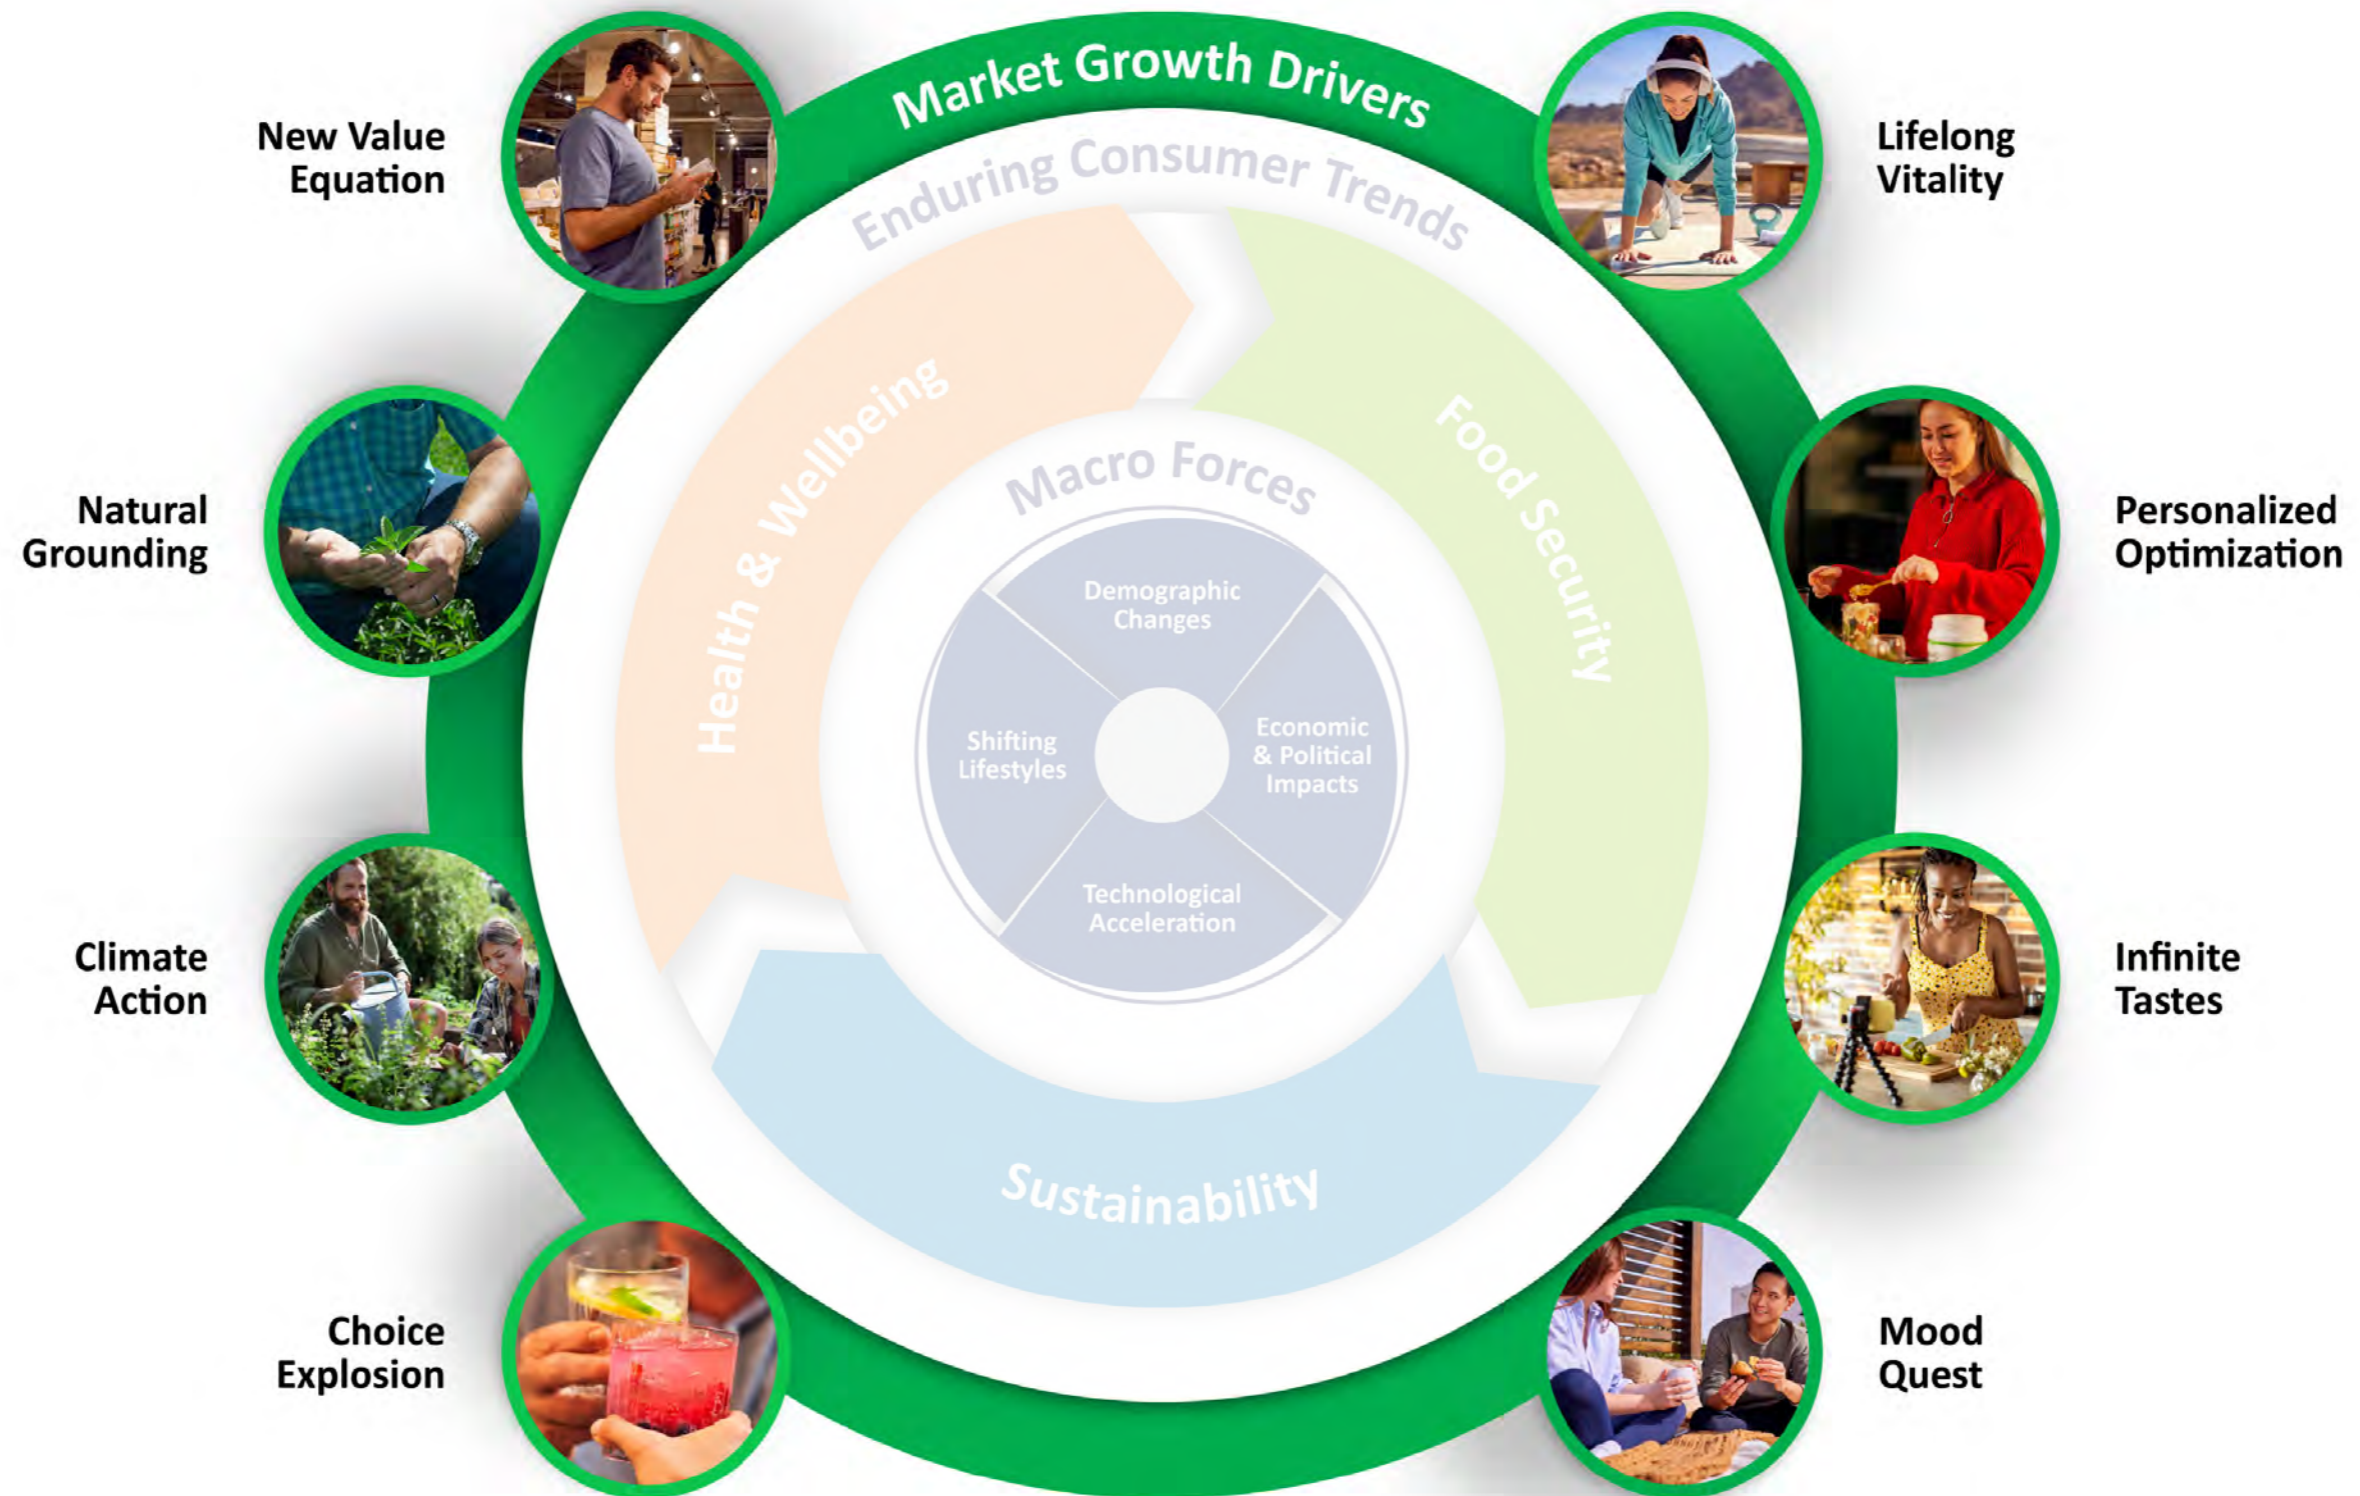 Market Growth Drivers
Enduring Consumer Trends
Macro Forces
New Value
Equation
Lifelong
Vitality
Natural
Grounding
Personalized
Optimization
Climate
Action
Infinite
Tastes
Choice
Explosion
Mood
Quest
Health & Wellbeing
Food Security
Sustainability
Demographic
Changes
Shifting
Lifestyles
Economic
& Political
Impacts
Technological
Acceleration